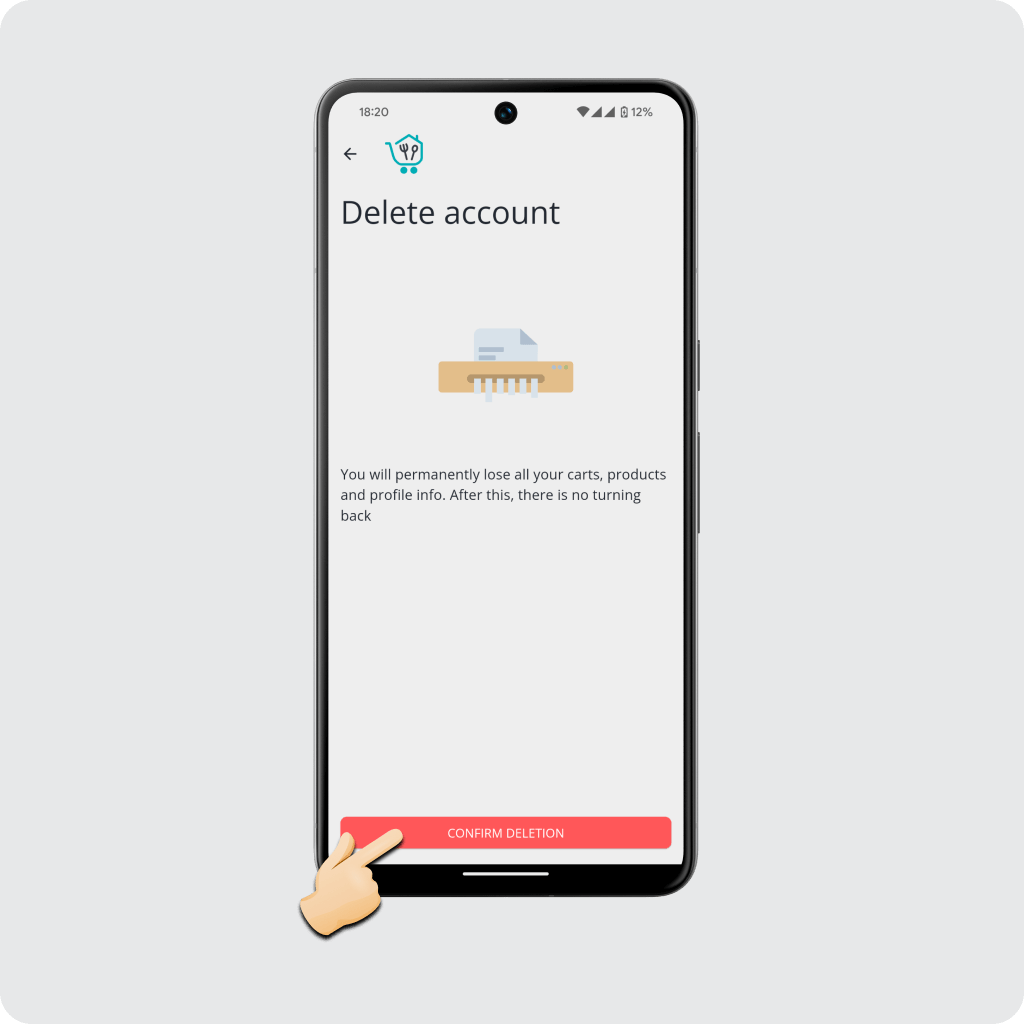 18:20
12%
Delete account
You will permanently lose all your carts, products
and profile info. After this, there is no turning
back
CONFIRM DELETION